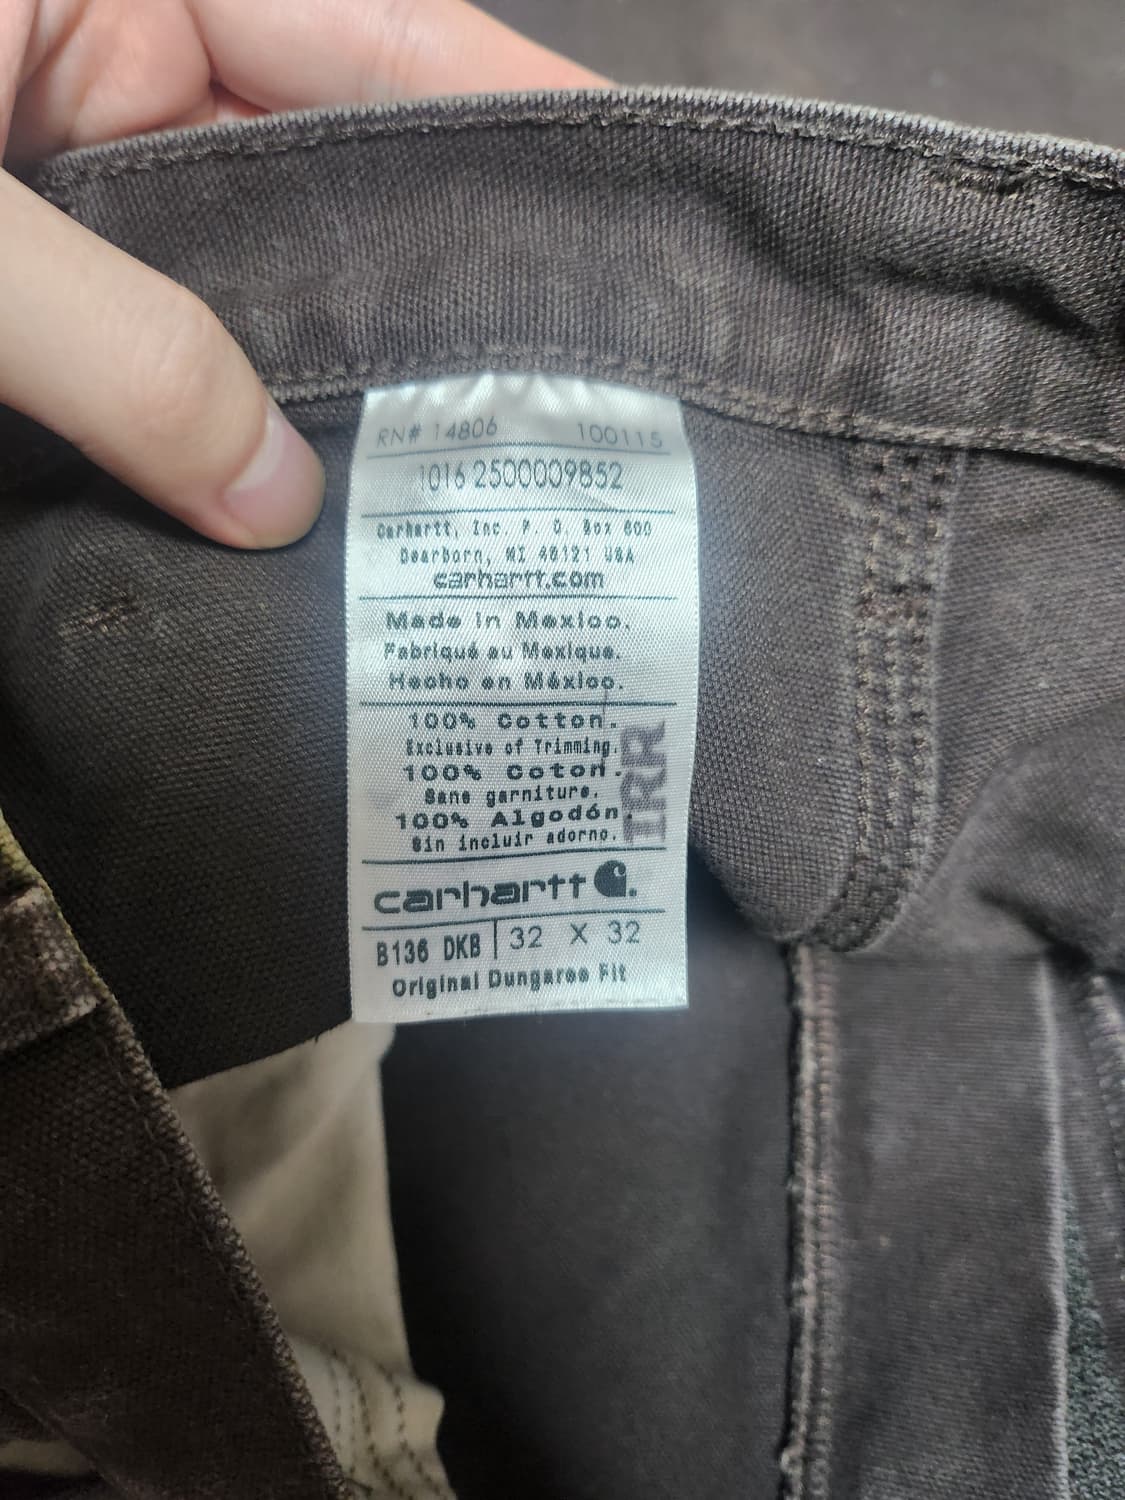 RN# 14806 100115
1016 2500009852
Carhartt, Inc. P. O. Box 600
Dearborn, MI 48121 USA
carhartt.com
Made in Mexico.
Fabriqué au Mexique.
Hecho en México.
100% Cotton.
Exclusive of Trimming.
100% Coton.
Sans garniture.
100% Algodón.
Sin incluir adorno.
IRR
carhartt
B136 DKB 32 X 32
Original Dungaree Fit